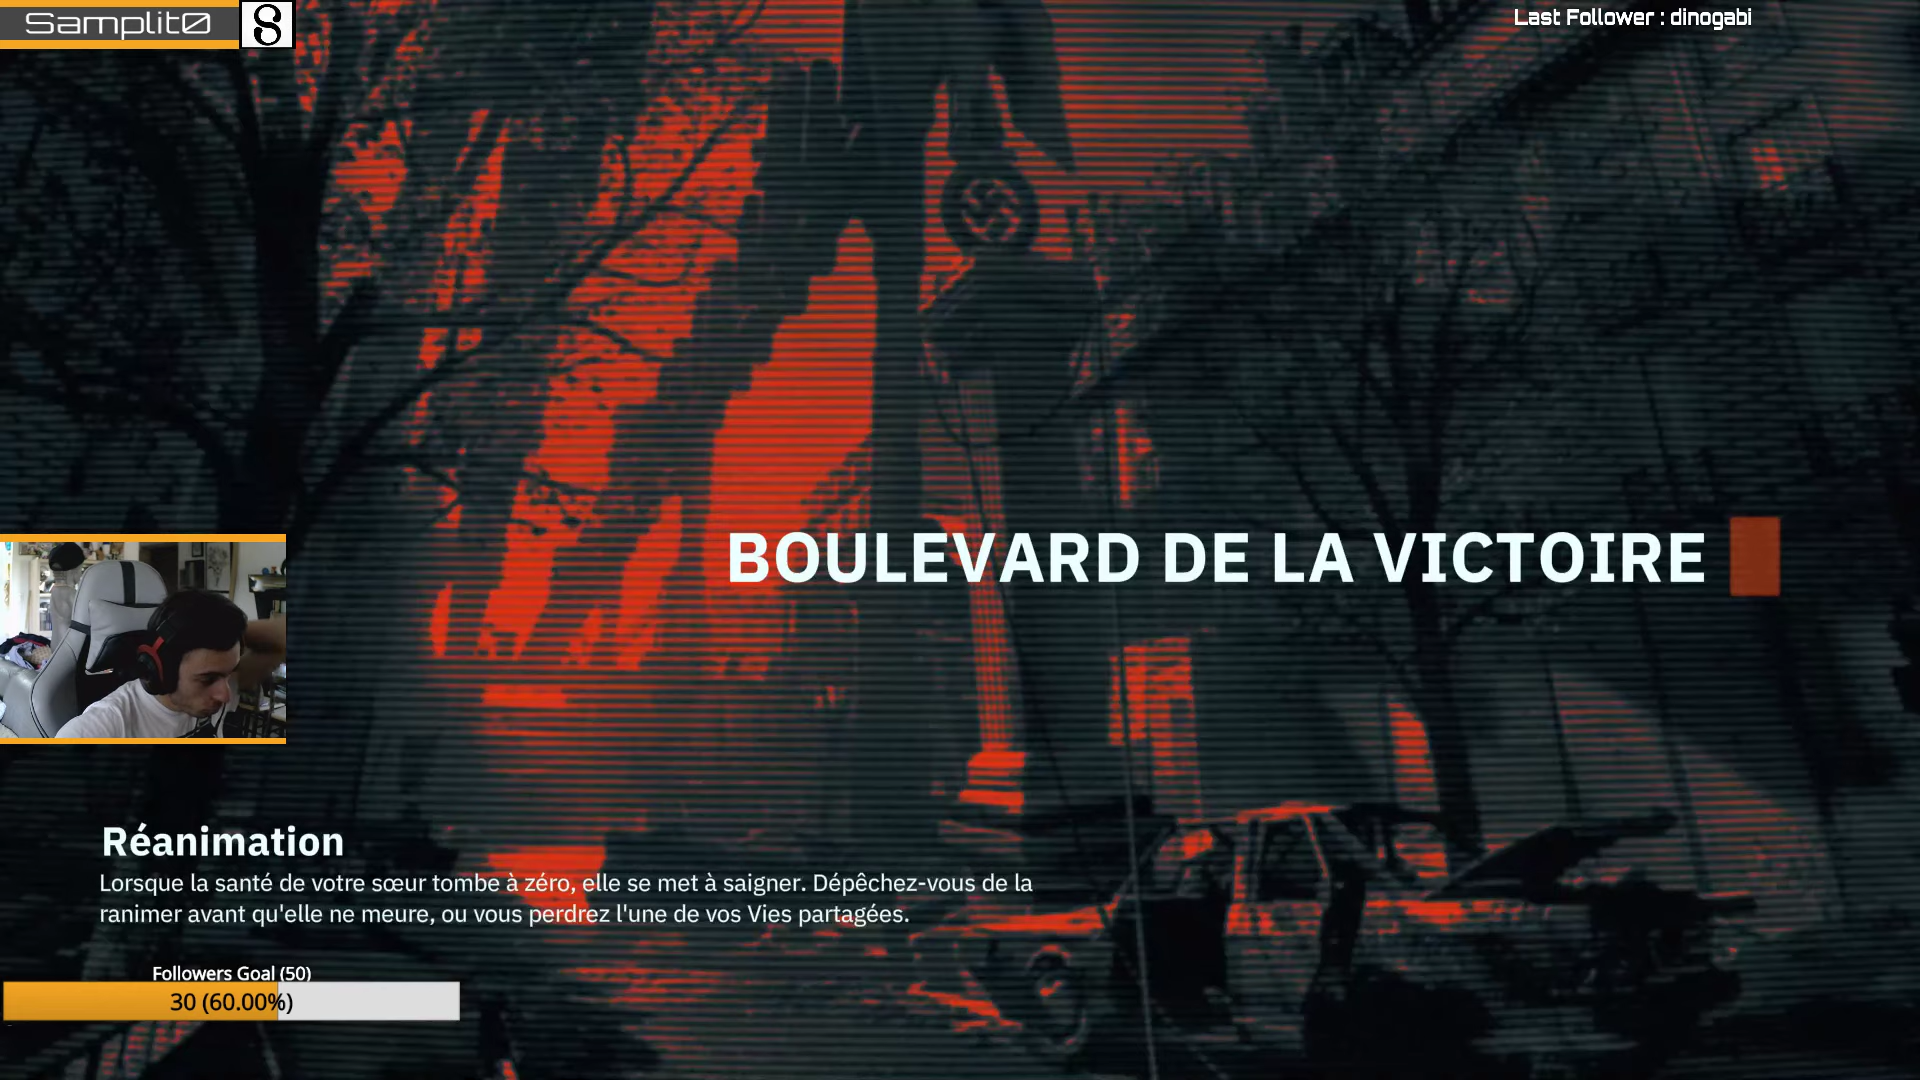 Samplit0
8
Last Follower : dinogabi
BOULEVARD DE LA VICTOIRE
Réanimation
Lorsque la santé de votre sœur tombe à zéro, elle se met à saigner. Dépêchez-vous de la
ranimer avant qu'elle ne meure, ou vous perdrez l'une de vos Vies partagées.
Followers Goal (50)
30 (60.00%)